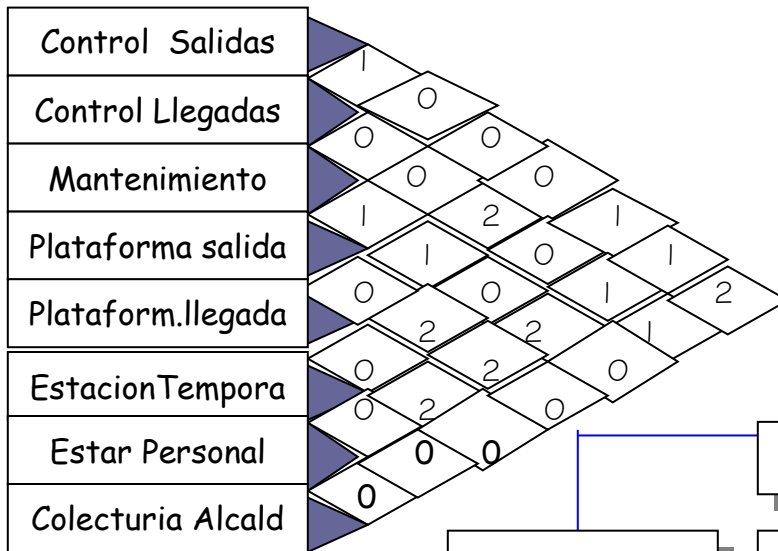 Control Salidas
Control Llegadas
Mantenimiento
Plataforma salida
Plataform.llegada
EstacionTempora
Estar Personal
Colecturia Alcald
1
0
0 0 0
0 2 1
1 1 0 1
0 0 1 2
2 2 1
0 2 0
0 2 0
0 0
0